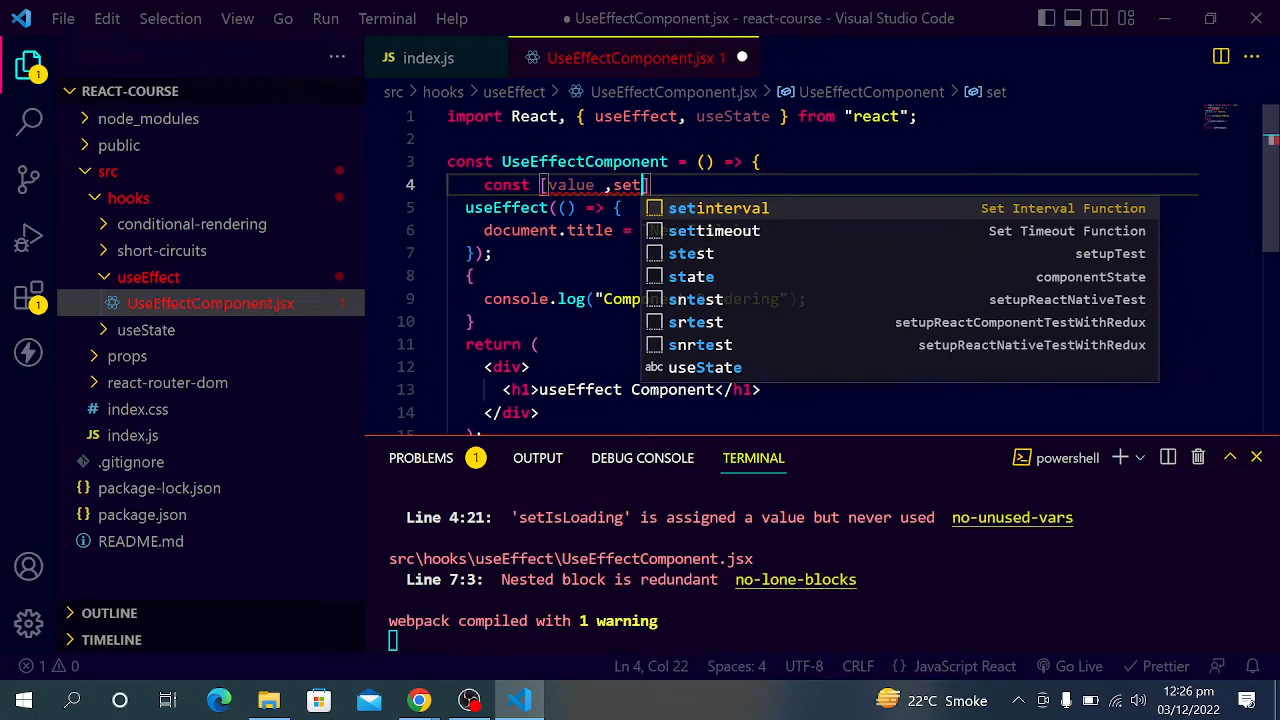 File Edit Selection View Go Run Terminal Help ● UseEffectComponent.jsx - react-course - Visual Studio Code
JS index.js UseEffectComponent.jsx 1
REACT-COURSE
node_modules
public
src
hooks
conditional-rendering
short-circuits
useEffect
UseEffectComponent.jsx 1
useState
props
react-router-dom
# index.css
JS index.js
.gitignore
package-lock.json
package.json
README.md
OUTLINE
TIMELINE
1
1
src > hooks > useEffect > UseEffectComponent.jsx > UseEffectComponent > set
1 import React, { useEffect, useState } from "react";
2
3 const UseEffectComponent = () => {
4 const [value ,set]
5 useEffect(() => {
6 document.title =
7 });
8 {
9 console.log("Comp ndering");
10 }
11 return (
12 <div>
13 <h1>useEffect Component</h1>
14 </div>
15 );
setinterval Set Interval Function
settimeout Set Timeout Function
stest setupTest
state componentState
sntest setupReactNativeTest
srtest setupReactComponentTestWithRedux
snrtest setupReactNativeTestWithRedux
abc useState
PROBLEMS 1 OUTPUT DEBUG CONSOLE TERMINAL powershell
Line 4:21: 'setIsLoading' is assigned a value but never used no-unused-vars
src\hooks\useEffect\UseEffectComponent.jsx
Line 7:3: Nested block is redundant no-lone-blocks
webpack compiled with 1 warning
1 0 Ln 4, Col 22 Spaces: 4 UTF-8 CRLF {} JavaScript React Go Live Prettier
22°C Smoke 12:26 pm
03/12/2022